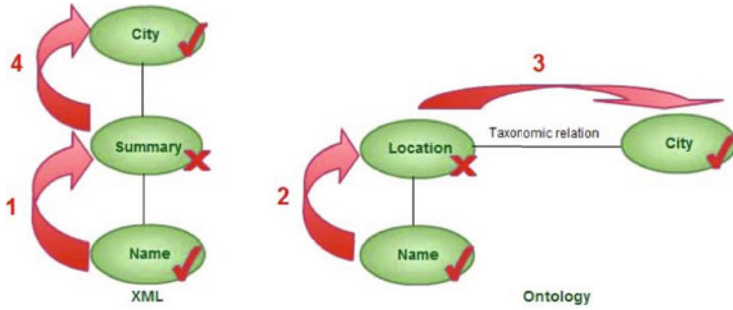 City
4
3
Summary
Location
Taxonomic relation
City
1
2
Name
Name
XML
Ontology